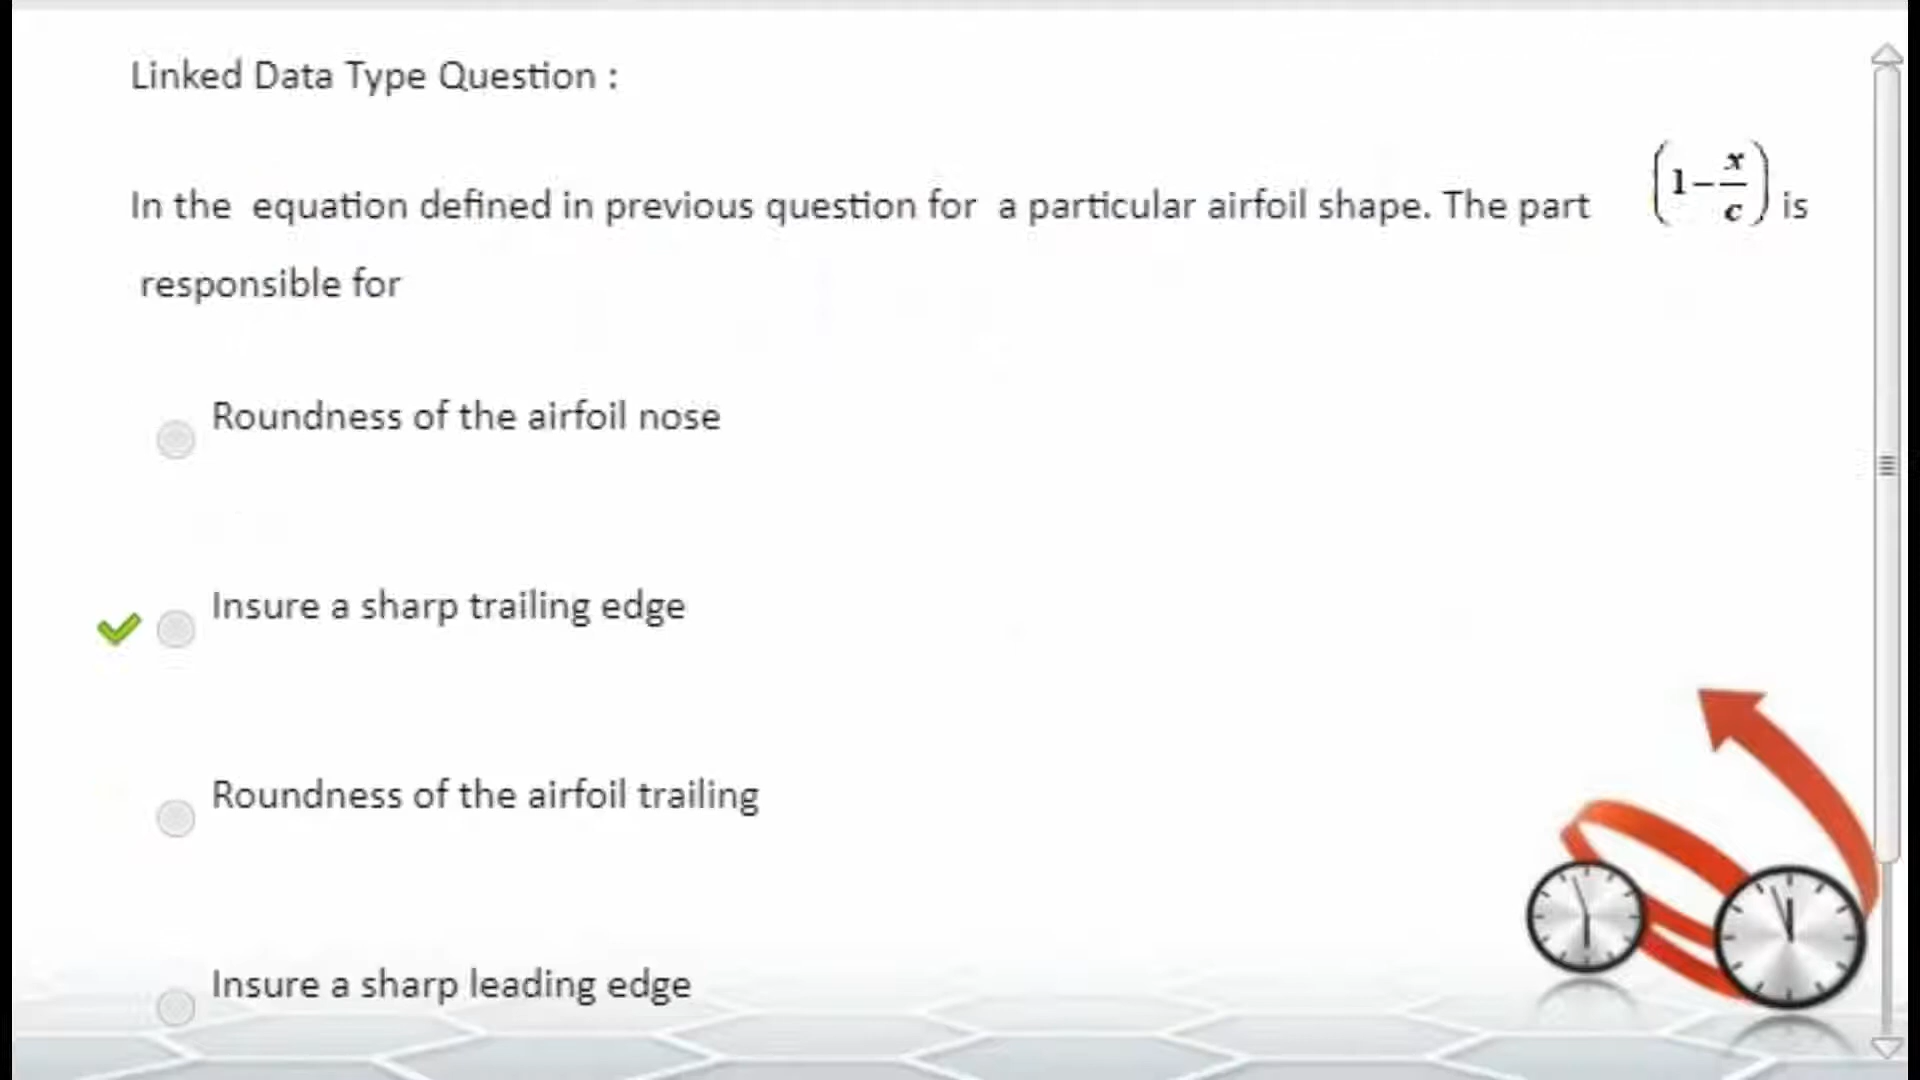 Linked Data Type Question :
In the equation defined in previous question for a particular airfoil shape. The part (1-x/c) is
responsible for
Roundness of the airfoil nose
Insure a sharp trailing edge
Roundness of the airfoil trailing
Insure a sharp leading edge